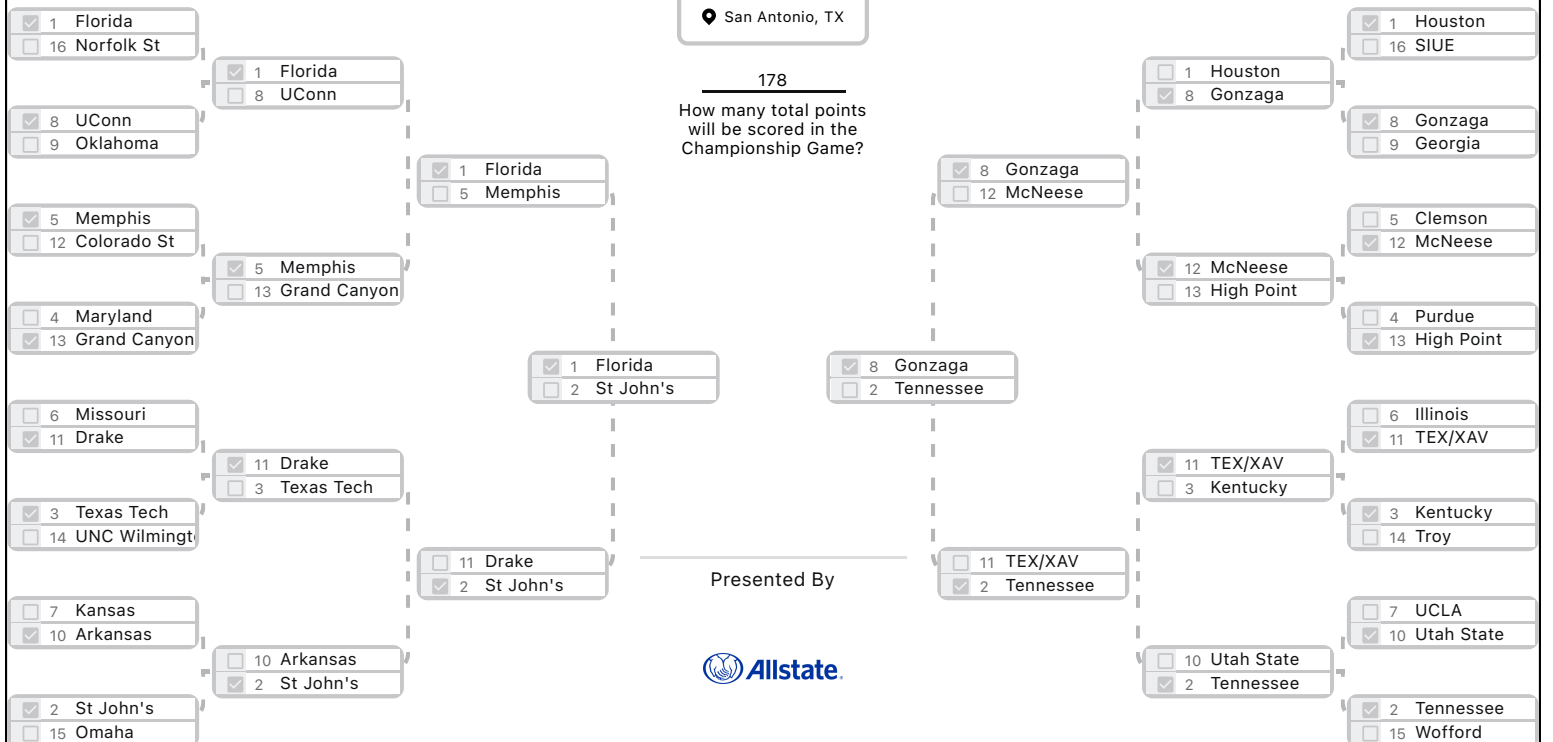 1 Florida
16 Norfolk St
8 UConn
9 Oklahoma
5 Memphis
12 Colorado St
4 Maryland
13 Grand Canyon
6 Missouri
11 Drake
3 Texas Tech
14 UNC Wilmingt
7 Kansas
10 Arkansas
2 St John's
15 Omaha
1 Florida
8 UConn
5 Memphis
13 Grand Canyon
11 Drake
3 Texas Tech
10 Arkansas
2 St John's
1 Florida
5 Memphis
11 Drake
2 St John's
1 Florida
2 St John's
San Antonio, TX
178
How many total points
will be scored in the
Championship Game?
Presented By
Allstate.
8 Gonzaga
2 Tennessee
8 Gonzaga
12 McNeese
11 TEX/XAV
2 Tennessee
1 Houston
8 Gonzaga
12 McNeese
13 High Point
11 TEX/XAV
3 Kentucky
10 Utah State
2 Tennessee
1 Houston
16 SIUE
8 Gonzaga
9 Georgia
5 Clemson
12 McNeese
4 Purdue
13 High Point
6 Illinois
11 TEX/XAV
3 Kentucky
14 Troy
7 UCLA
10 Utah State
2 Tennessee
15 Wofford